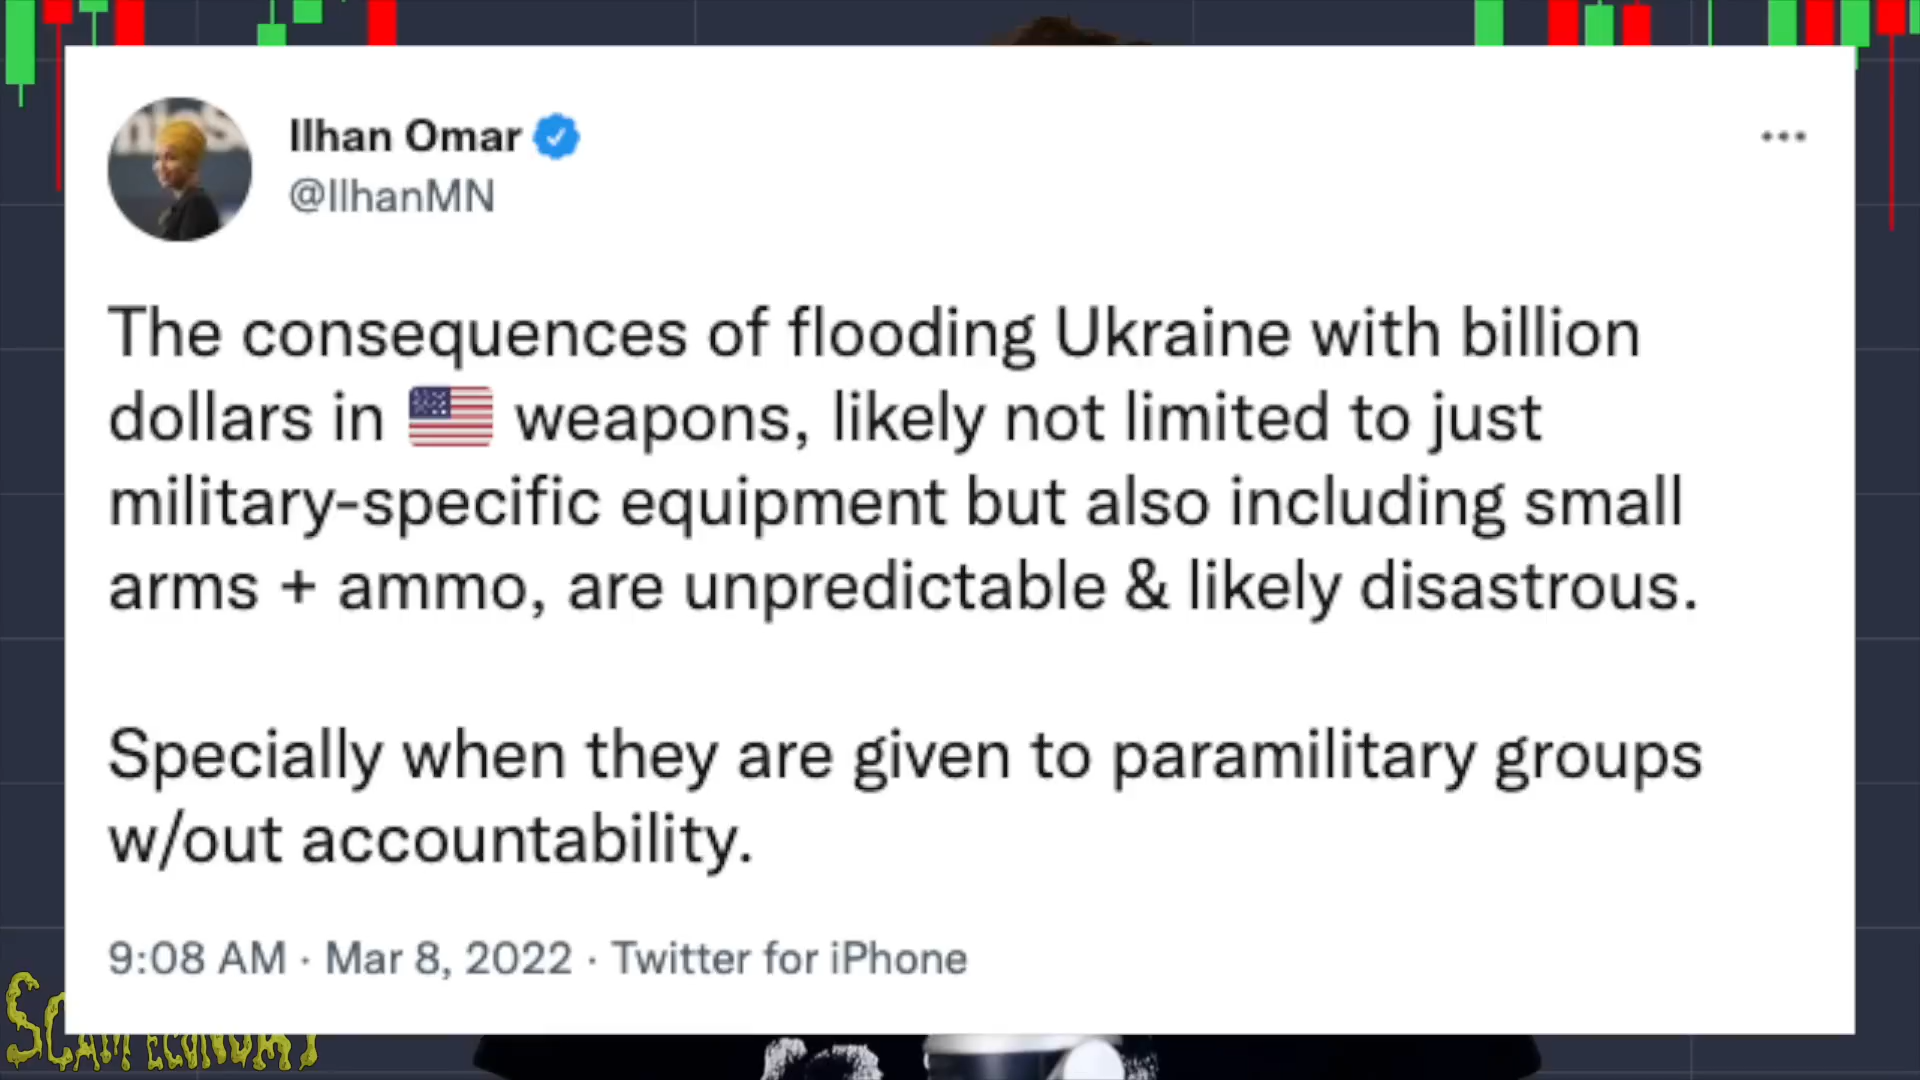 Ilhan Omar
@IlhanMN
The consequences of flooding Ukraine with billion
dollars in 🇺🇸 weapons, likely not limited to just
military-specific equipment but also including small
arms + ammo, are unpredictable & likely disastrous.
Specially when they are given to paramilitary groups
w/out accountability.
9:08 AM · Mar 8, 2022 · Twitter for iPhone
SCAM ECONOMY